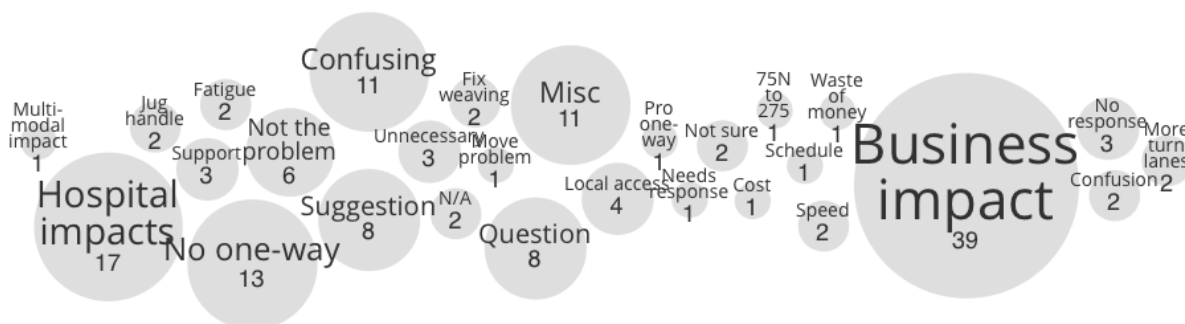 Multi-
modal
impact
1
Hospital
impacts
17
Jug
handle
2
Fatigue
2
Support
3
Not the
problem
6
No one-way
13
Confusing
11
Suggestion
8
Unnecessary
3
Fix
weaving
2
Move
problem
1
N/A
2
Question
8
Misc
11
Local access
4
Pro
one-
way
1
Needs
response
1
Not sure
2
Cost
1
75N
to
275
1
Waste
of
money
1
Schedule
1
Speed
2
Business
impact
39
No
response
3
Confusion
2
More
turn
lanes
2